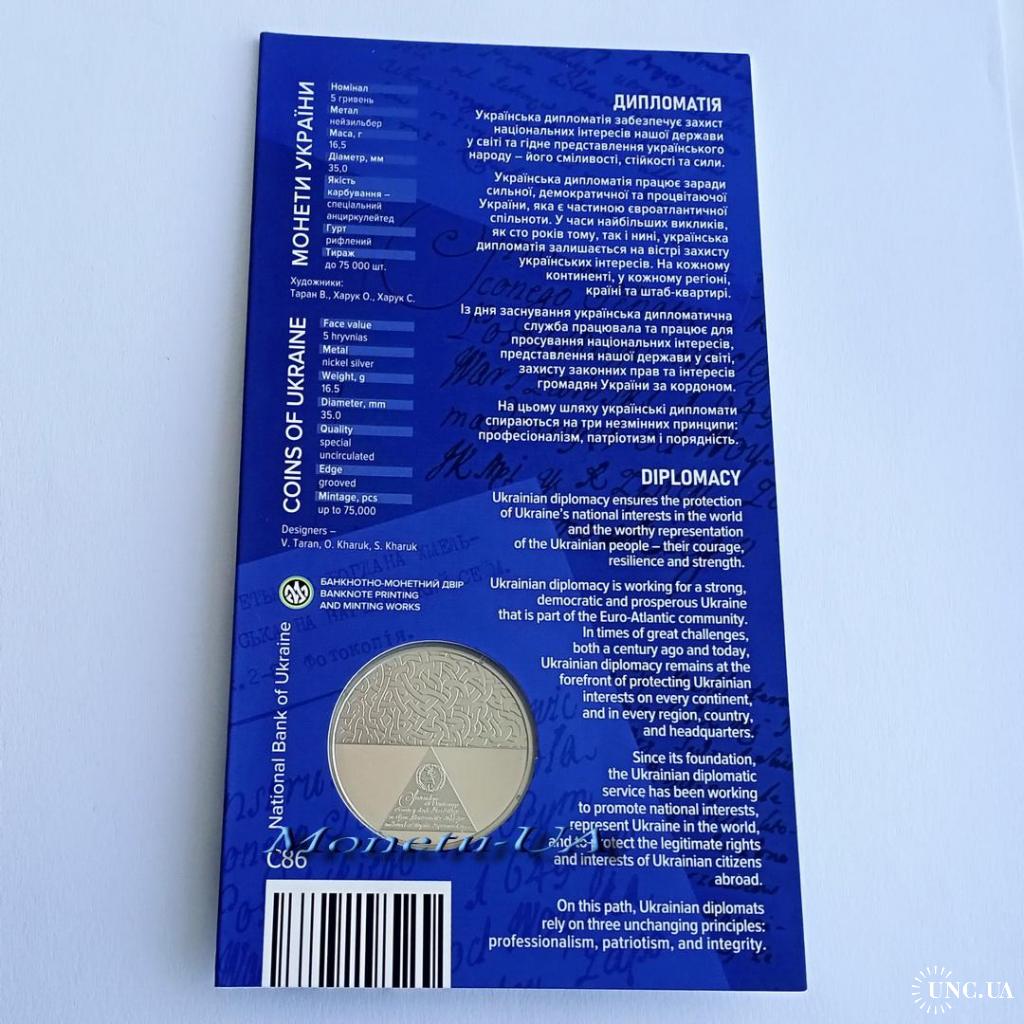 МОНЕТИ УКРАЇНИ
Номінал
5 гривень
Метал
нейзильбер
Маса, г
16,5
Діаметр, мм
35,0
Якість
карбування –
спеціальний
анциркулейтед
Гурт
рифлений
Тираж
до 75 000 шт.
Художники:
Таран В., Харук О., Харук С.
COINS OF UKRAINE
Face value
5 hryvnias
Metal
nickel silver
Weight, g
16.5
Diameter, mm
35.0
Quality
special
uncirculated
Edge
grooved
Mintage, pcs
up to 75,000
Designers –
V. Taran, O. Kharuk, S. Kharuk
БАНКНОТНО-МОНЕТНИЙ ДВІР
BANKNOTE PRINTING
AND MINTING WORKS
National Bank of Ukraine
C86
ДИПЛОМАТІЯ
Українська дипломатія забезпечує захист
національних інтересів нашої держави
у світі та гідне представлення українського
народу – його сміливості, стійкості та сили.
Українська дипломатія працює заради
сильної, демократичної та процвітаючої
України, яка є частиною євроатлантичної
спільноти. У часи найбільших викликів,
як сто років тому, так і нині, українська
дипломатія залишається на вістрі захисту
українських інтересів. На кожному
континенті, у кожному регіоні,
країні та штаб-квартирі.
Із дня заснування українська дипломатична
служба працювала та працює для
просування національних інтересів,
представлення нашої держави у світі,
захисту законних прав та інтересів
громадян України за кордоном.
На цьому шляху українські дипломати
спираються на три незмінних принципи:
професіоналізм, патріотизм і порядність.
DIPLOMACY
Ukrainian diplomacy ensures the protection
of Ukraine's national interests in the world
and the worthy representation
of the Ukrainian people – their courage,
resilience and strength.
Ukrainian diplomacy is working for a strong,
democratic and prosperous Ukraine
that is part of the Euro-Atlantic community.
In times of great challenges,
both a century ago and today,
Ukrainian diplomacy remains at the
forefront of protecting Ukrainian
interests on every continent,
and in every region, country,
and headquarters.
Since its foundation,
the Ukrainian diplomatic
service has been working
to promote national interests,
represent Ukraine in the world,
and to protect the legitimate rights
and interests of Ukrainian citizens
abroad.
On this path, Ukrainian diplomats
rely on three unchanging principles:
professionalism, patriotism, and integrity.
Фотокопія.
Monetu-UA
UNC.UA